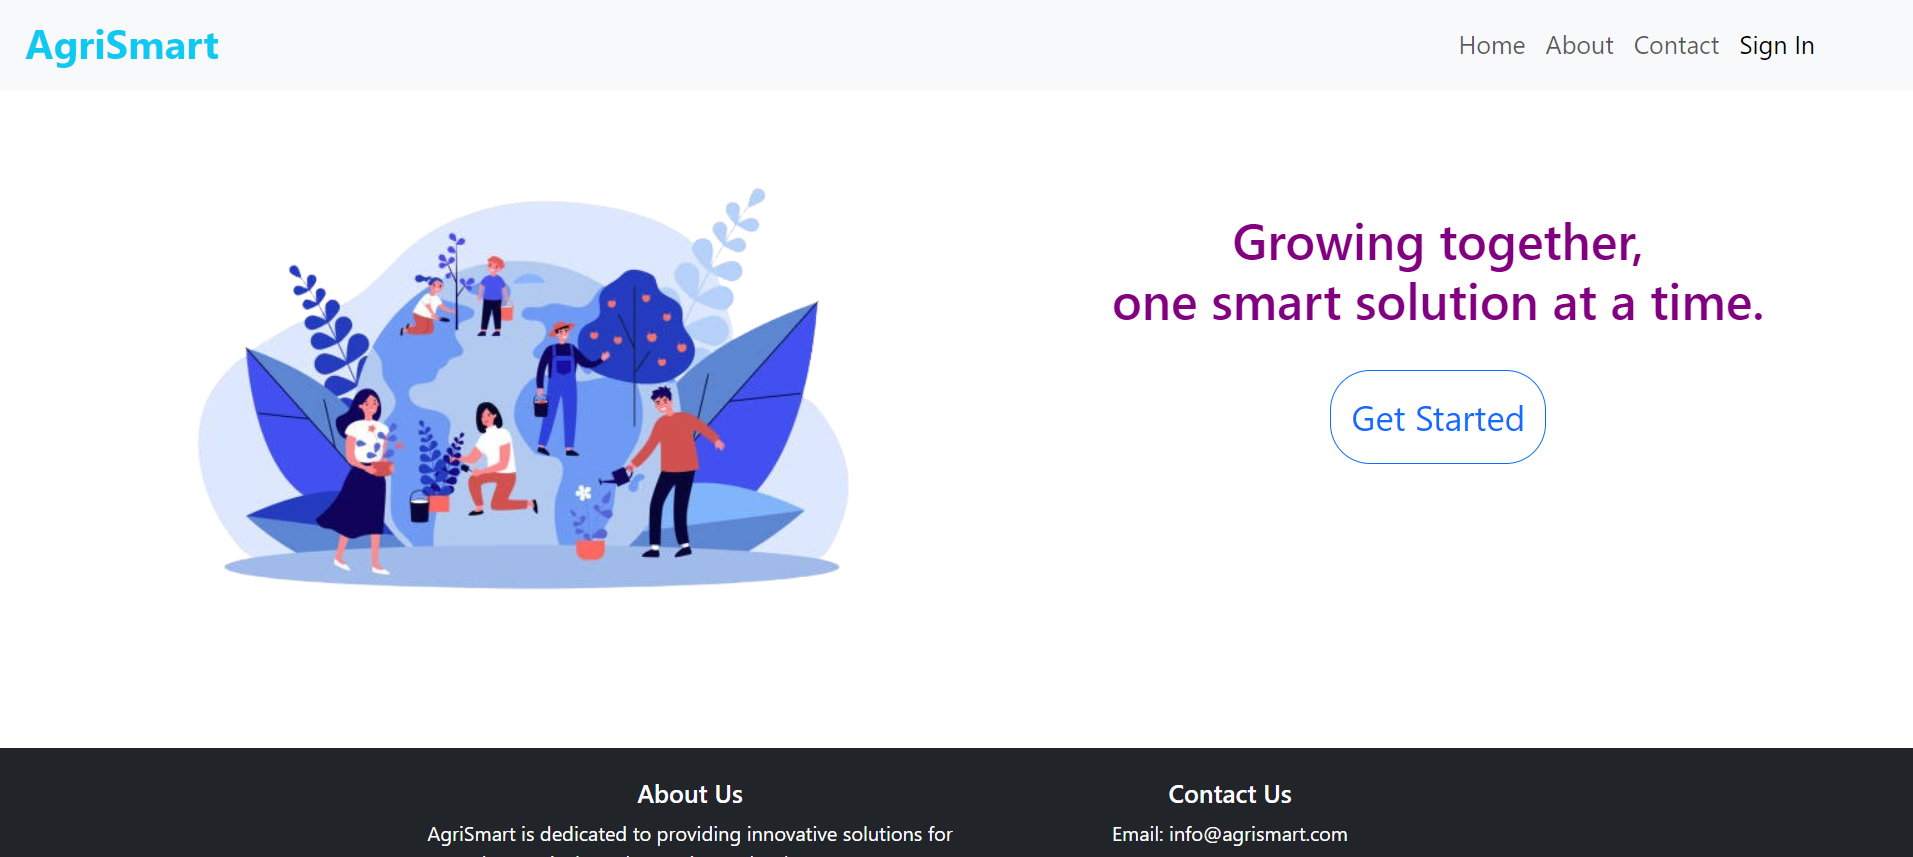 AgriSmart
Home About Contact Sign In
Growing together,
one smart solution at a time.
Get Started
About Us
AgriSmart is dedicated to providing innovative solutions for
Contact Us
Email: info@agrismart.com